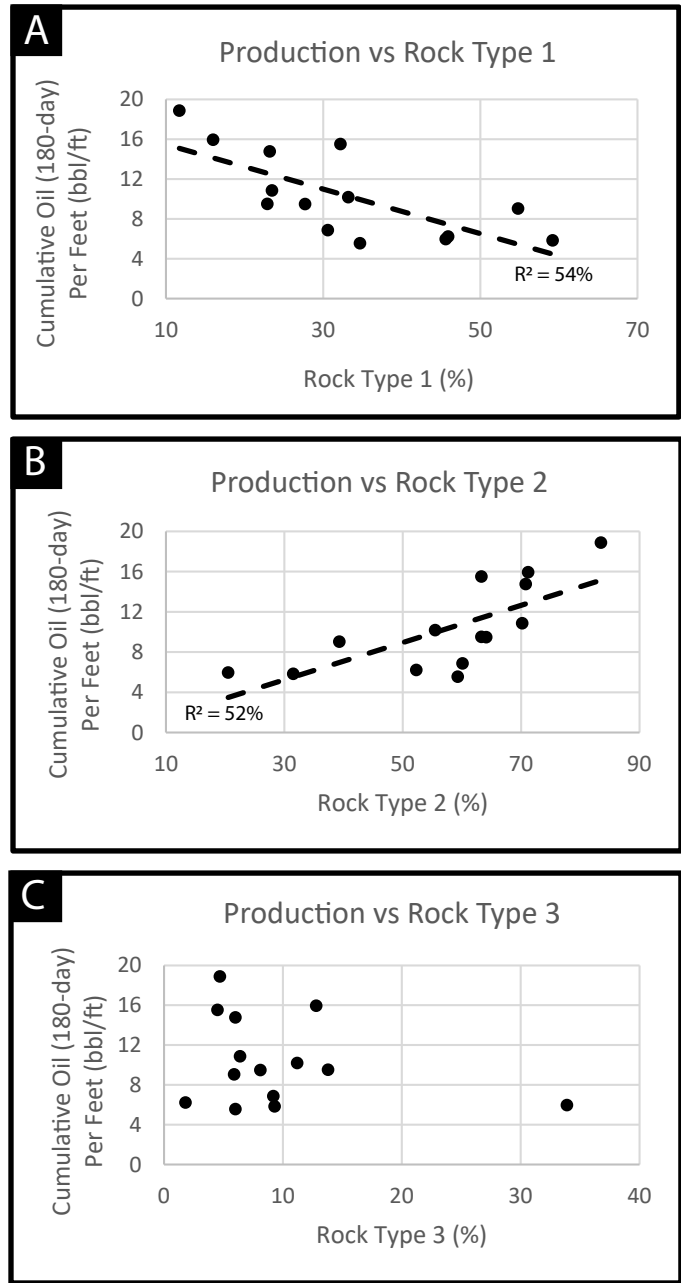 A
Production vs Rock Type 1
Cumulative Oil (180-day)
Per Feet (bbl/ft)
20
16
12
8
4
0
R² = 54%
10 30 50 70
Rock Type 1 (%)
B
Production vs Rock Type 2
Cumulative Oil (180-day)
Per Feet (bbl/ft)
20
16
12
8
4
0
R² = 52%
10 30 50 70 90
Rock Type 2 (%)
C
Production vs Rock Type 3
Cumulative Oil (180-day)
Per Feet (bbl/ft)
20
16
12
8
4
0
0 10 20 30 40
Rock Type 3 (%)